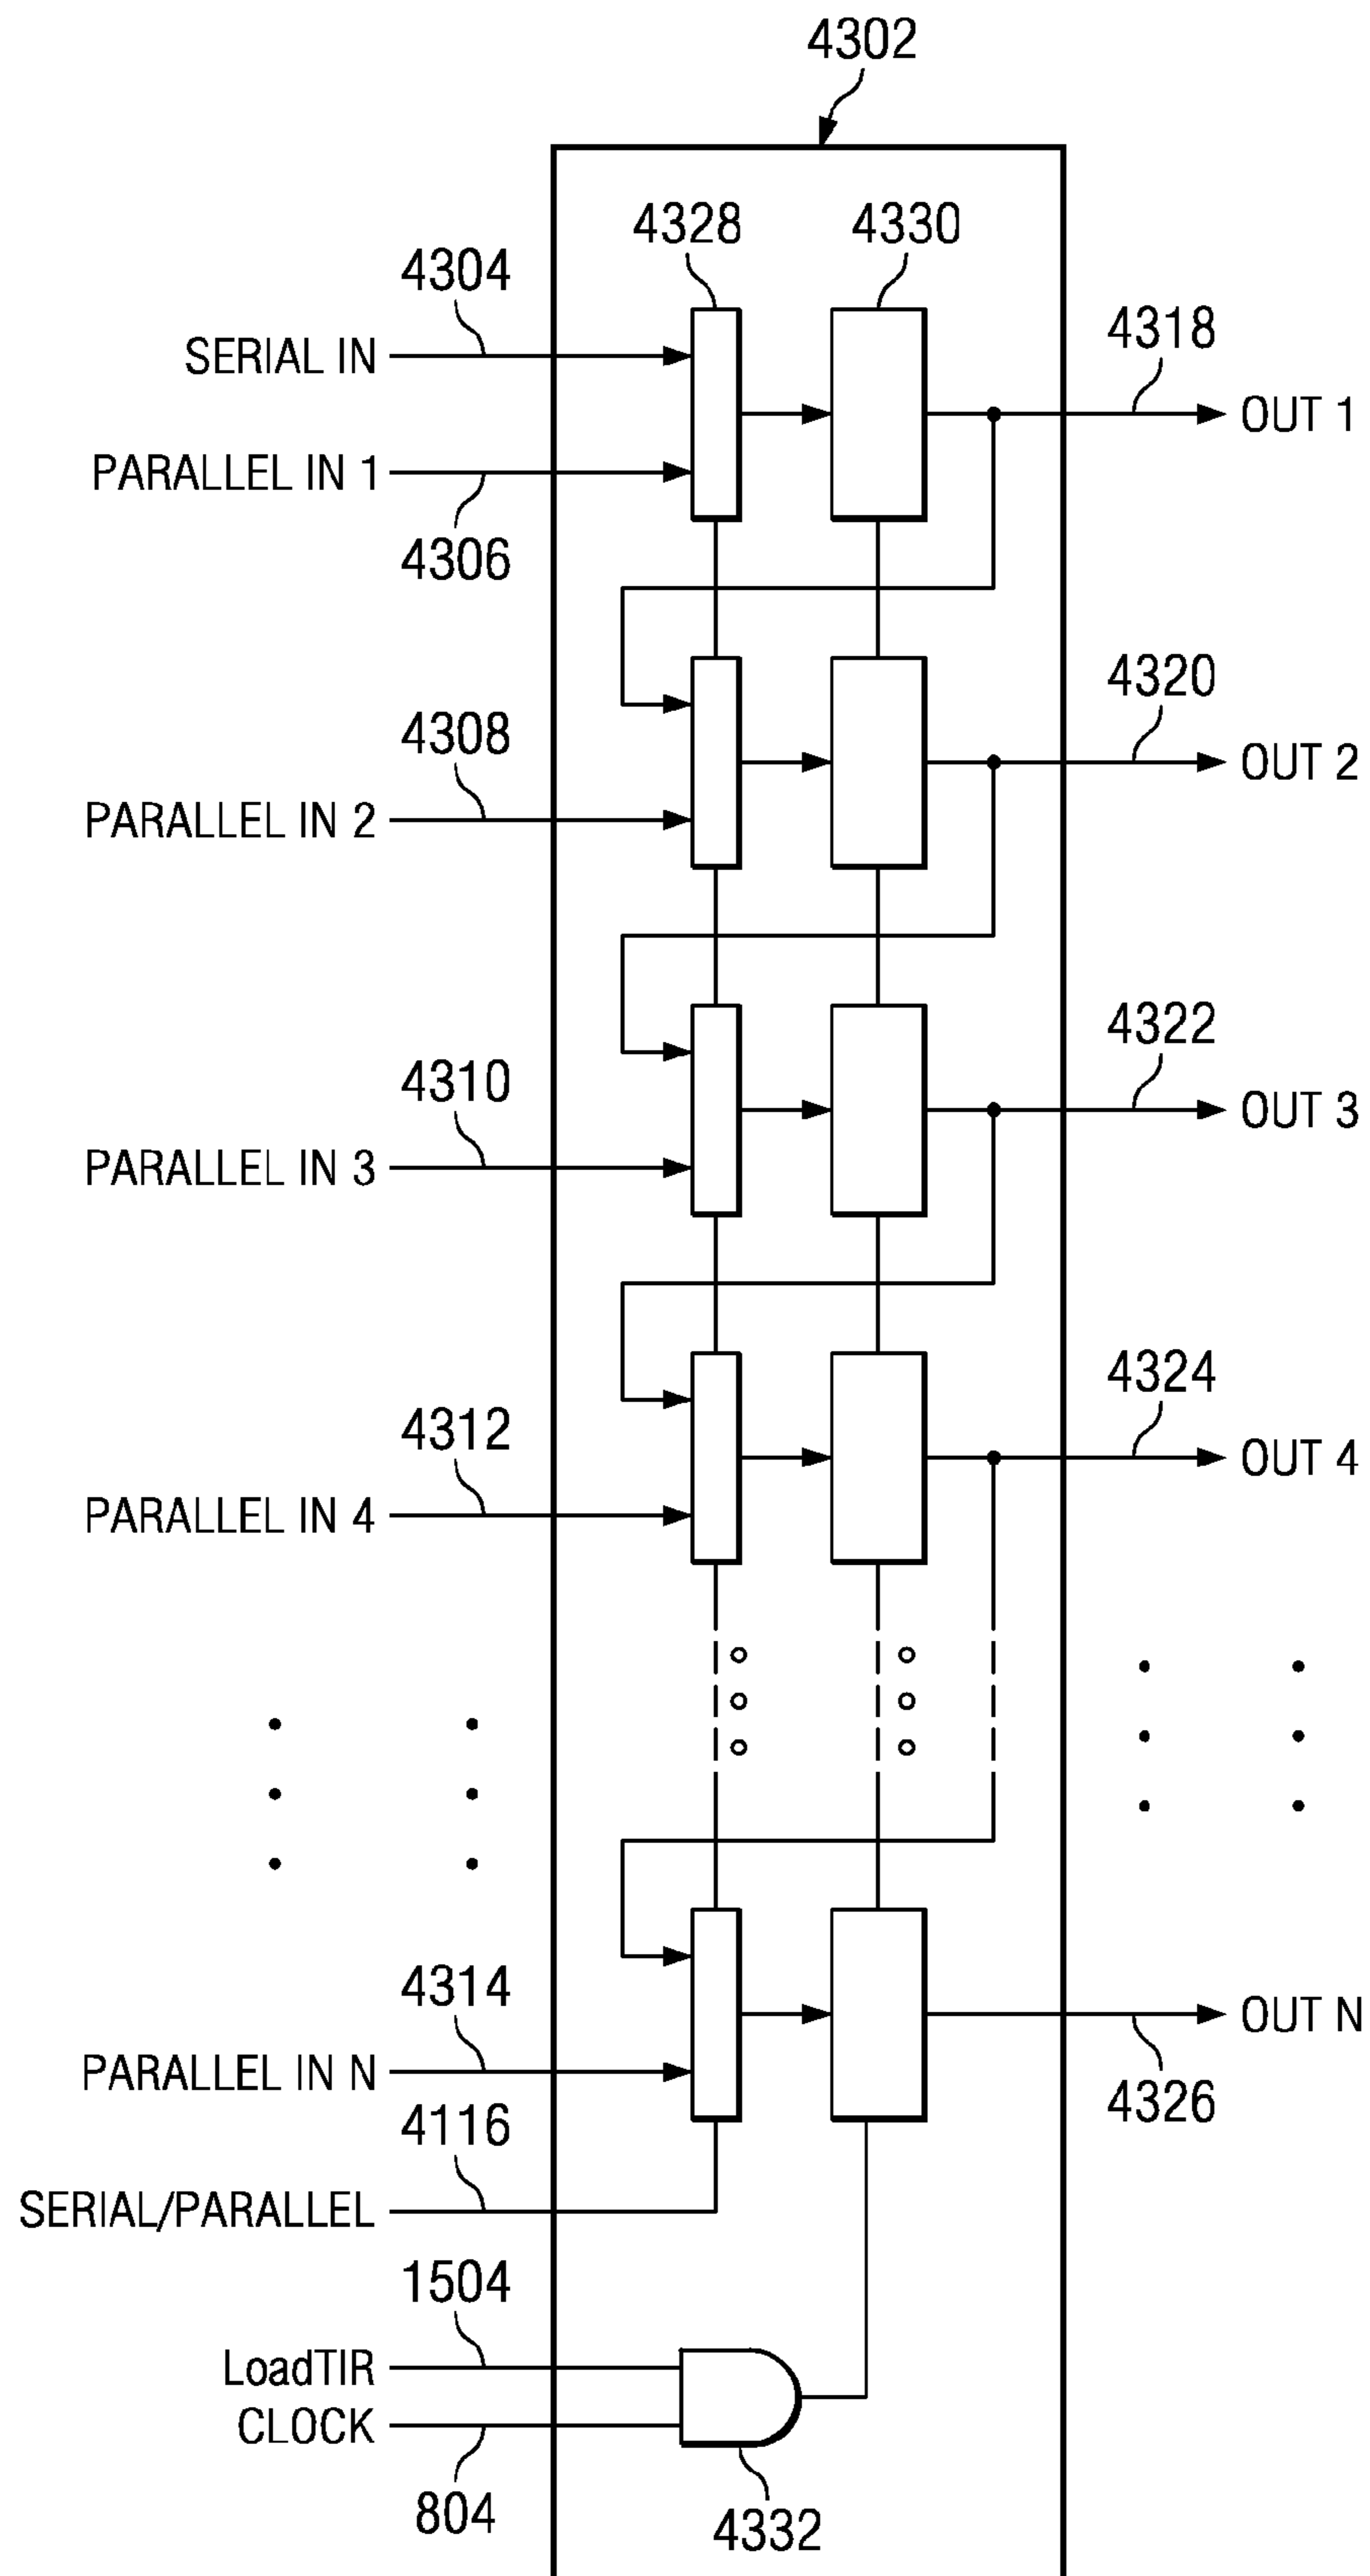 4302
4328 4330
4304
SERIAL IN
4318
OUT 1
PARALLEL IN 1
4306
4320
OUT 2
4308
PARALLEL IN 2
4322
OUT 3
4310
PARALLEL IN 3
4324
OUT 4
4312
PARALLEL IN 4
4314
OUT N
PARALLEL IN N
4326
4116
SERIAL/PARALLEL
1504
LoadTIR
CLOCK
804
4332